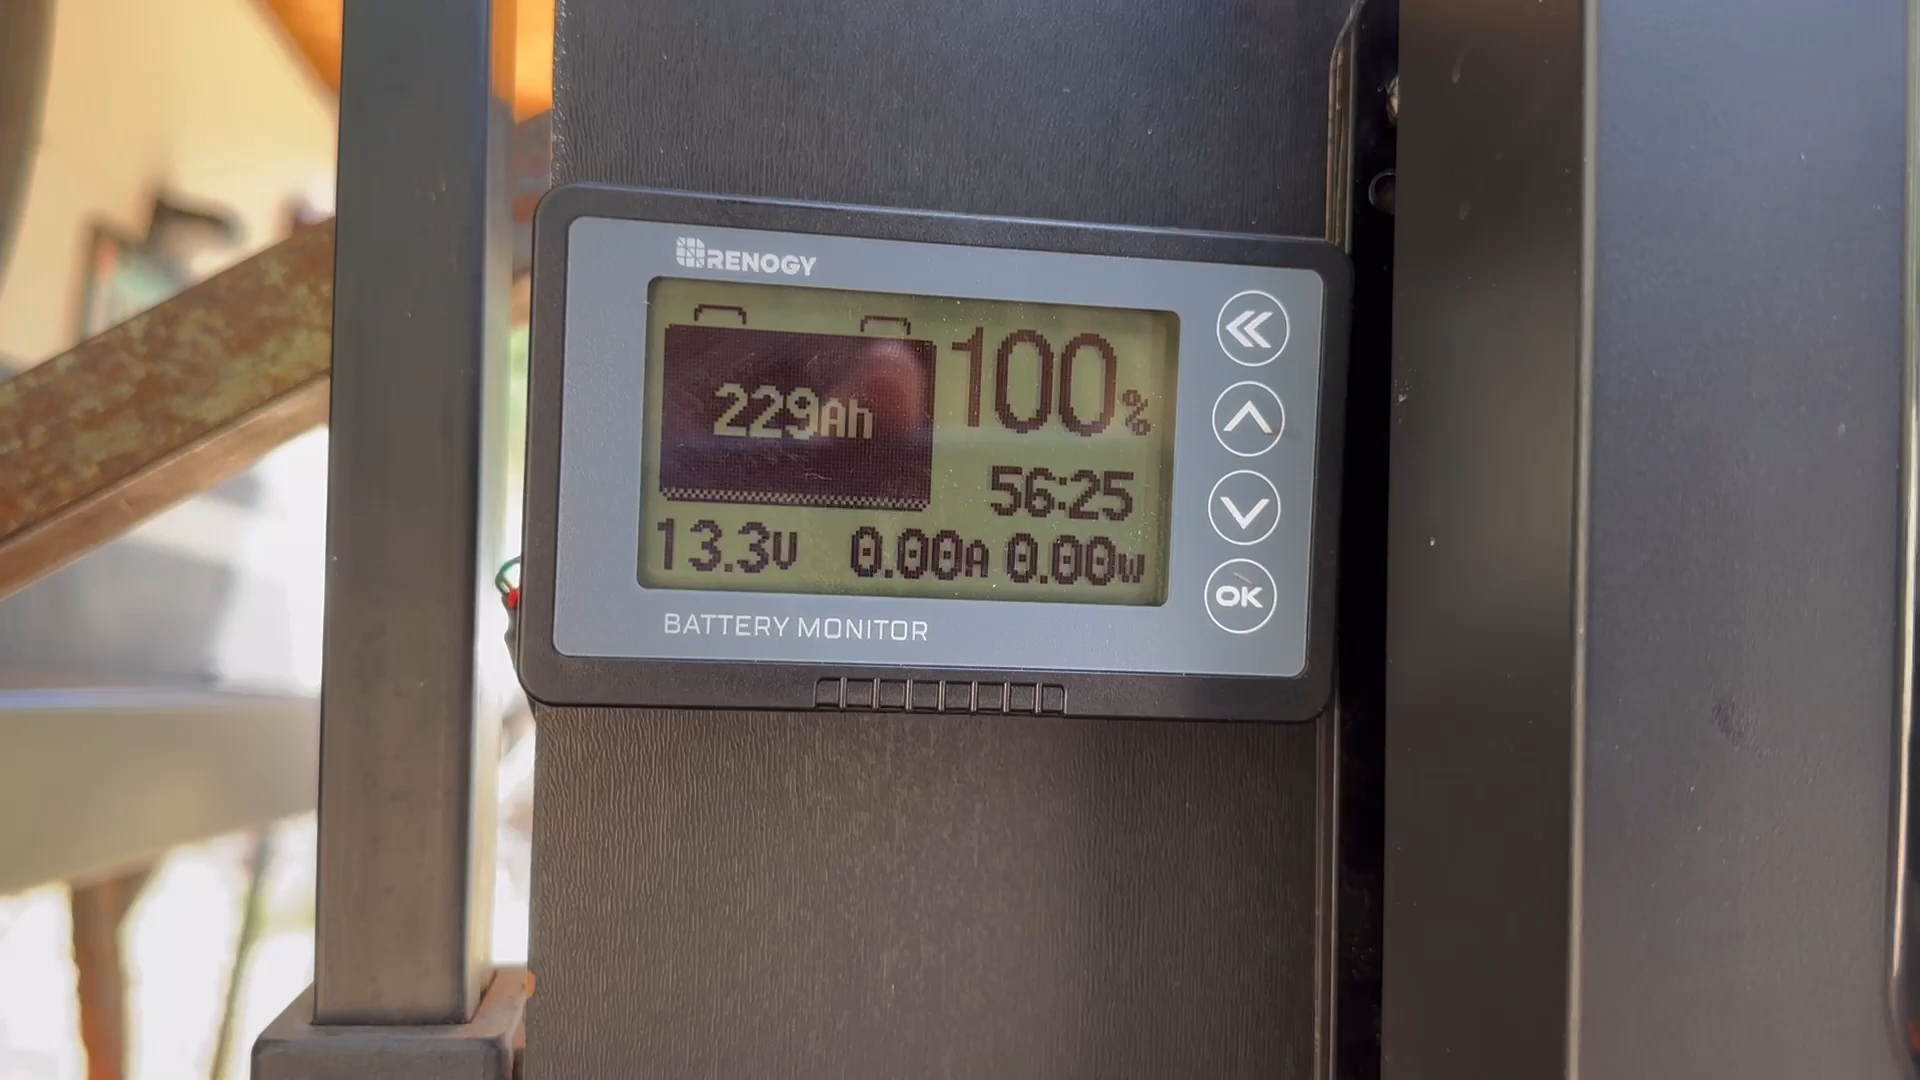 RENOGY
229Ah
100%
56:25
13.3V 0.00A 0.00W
BATTERY MONITOR
OK